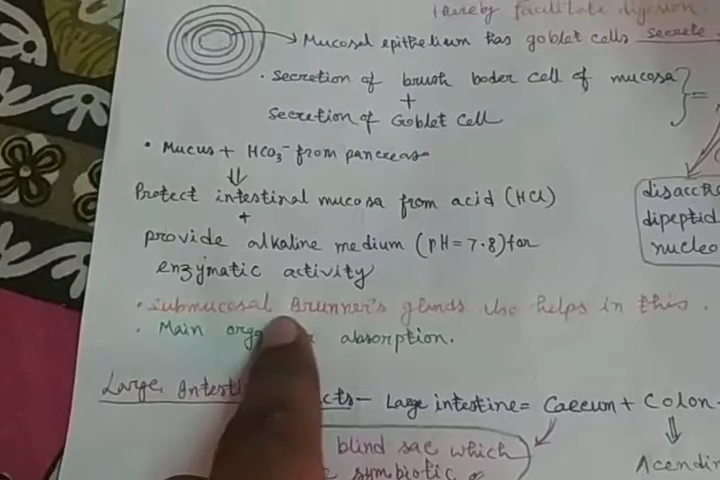 Thereby facilitate digestion.
Mucosal epithelium has goblet cells secrete
• Secretion of brush boder cell of mucosa
+
Secretion of Goblet Cell
} =
• Mucus + HCO3⁻ from pancreas
⇓
Protect intestinal mucosa from acid (HCl)
+
provide alkaline medium (pH = 7.8) for
enzymatic activity
• Submucosal Brunner's glands also helps in this.
• Main absorption.
dipeptid
nucleo
Large - Large intestine = Caecum + Colon
blind sac which
symbiotic